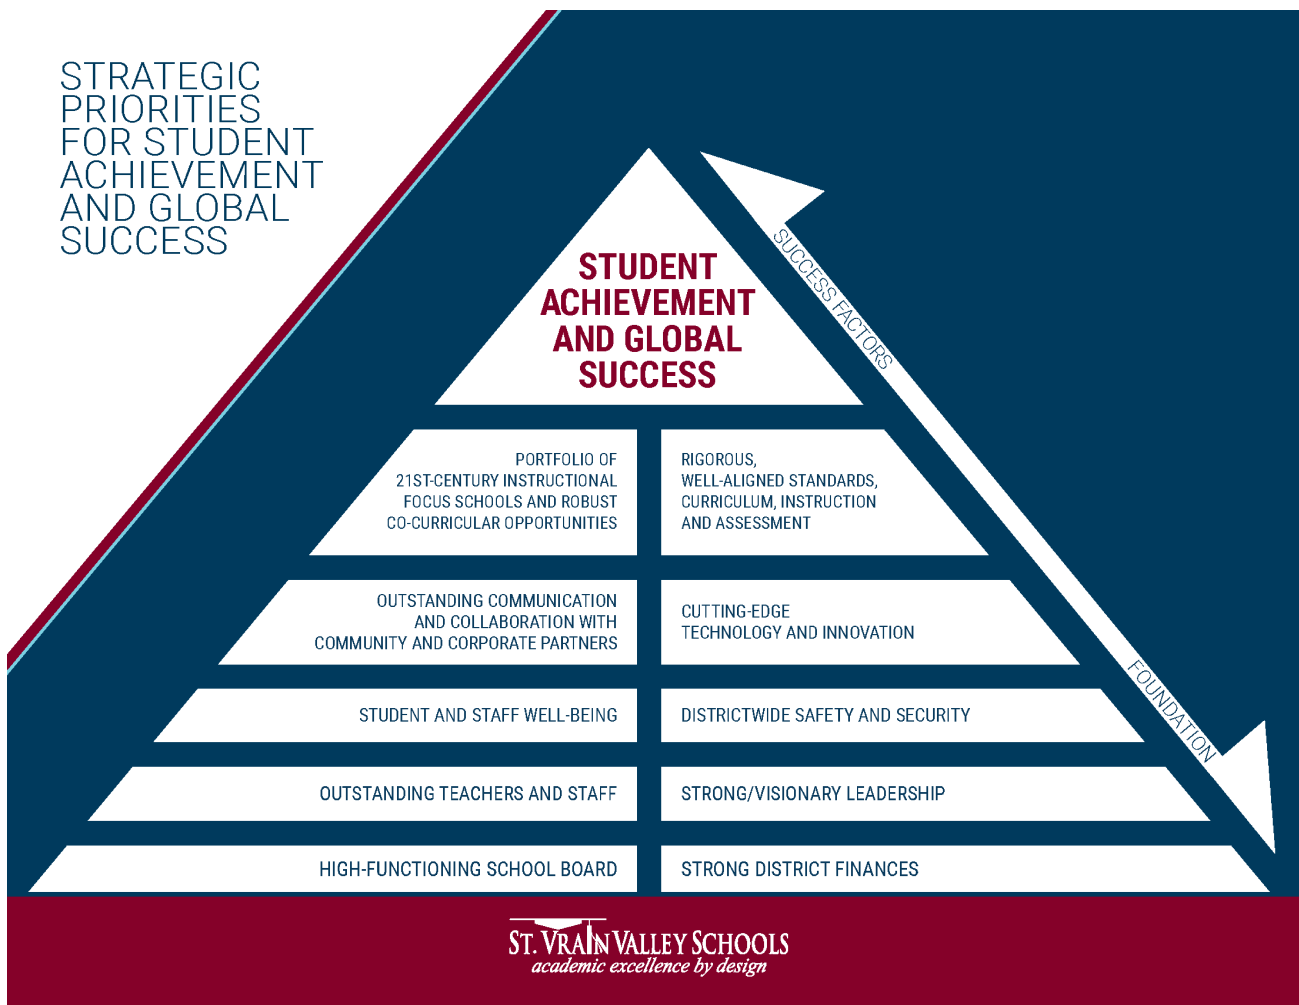 STRATEGIC
PRIORITIES
FOR STUDENT
ACHIEVEMENT
AND GLOBAL
SUCCESS
STUDENT
ACHIEVEMENT
AND GLOBAL
SUCCESS
SUCCESS FACTORS
FOUNDATION
PORTFOLIO OF
21ST-CENTURY INSTRUCTIONAL
FOCUS SCHOOLS AND ROBUST
CO-CURRICULAR OPPORTUNITIES
RIGOROUS,
WELL-ALIGNED STANDARDS,
CURRICULUM, INSTRUCTION
AND ASSESSMENT
OUTSTANDING COMMUNICATION
AND COLLABORATION WITH
COMMUNITY AND CORPORATE PARTNERS
CUTTING-EDGE
TECHNOLOGY AND INNOVATION
STUDENT AND STAFF WELL-BEING
DISTRICTWIDE SAFETY AND SECURITY
OUTSTANDING TEACHERS AND STAFF
STRONG/VISIONARY LEADERSHIP
HIGH-FUNCTIONING SCHOOL BOARD
STRONG DISTRICT FINANCES
ST. VRAIN VALLEY SCHOOLS
academic excellence by design